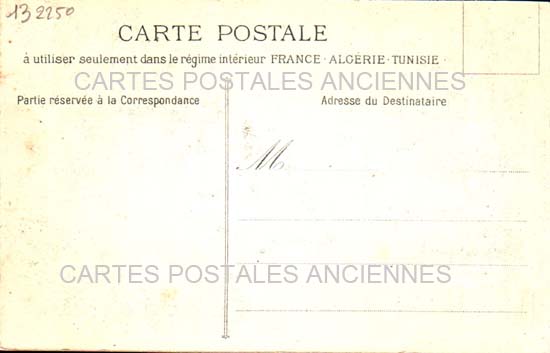 132250
CARTE POSTALE
à utiliser seulement dans le régime intérieur FRANCE · ALGÉRIE · TUNISIE ·
CARTES POSTALES ANCIENNES
Partie réservée à la Correspondance
Adresse du Destinataire
M
CARTES POSTALES ANCIENNES